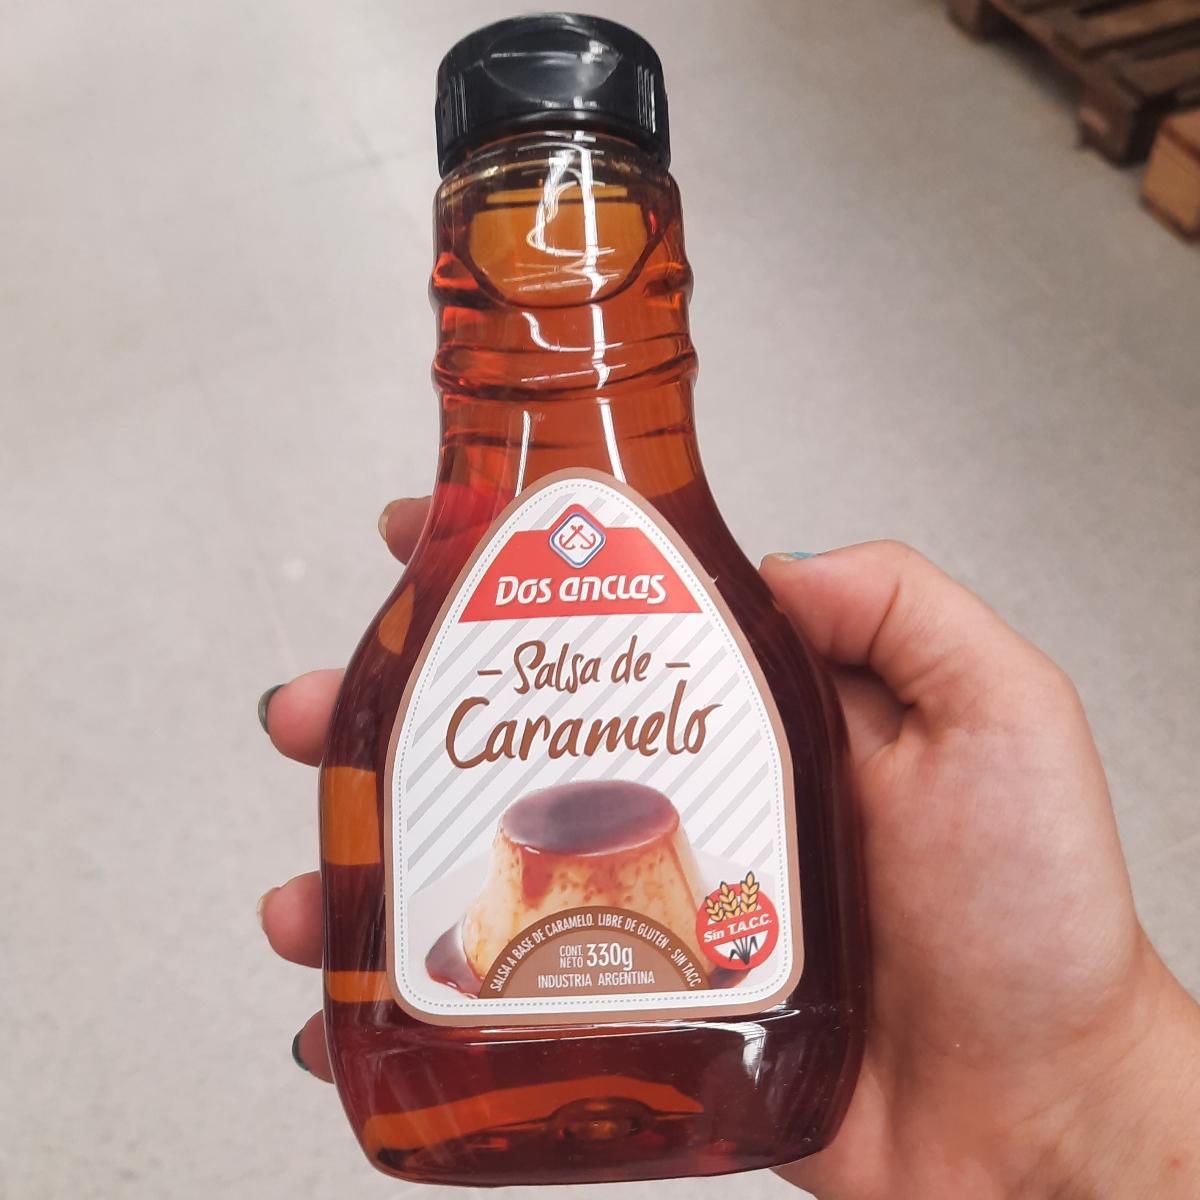 Dos anclas
- Salsa de -
Caramelo
Sin T.A.C.C.
SALSA A BASE DE CARAMELO. LIBRE DE GLUTEN - SIN TACC
CONT. NETO 330g
INDUSTRIA ARGENTINA